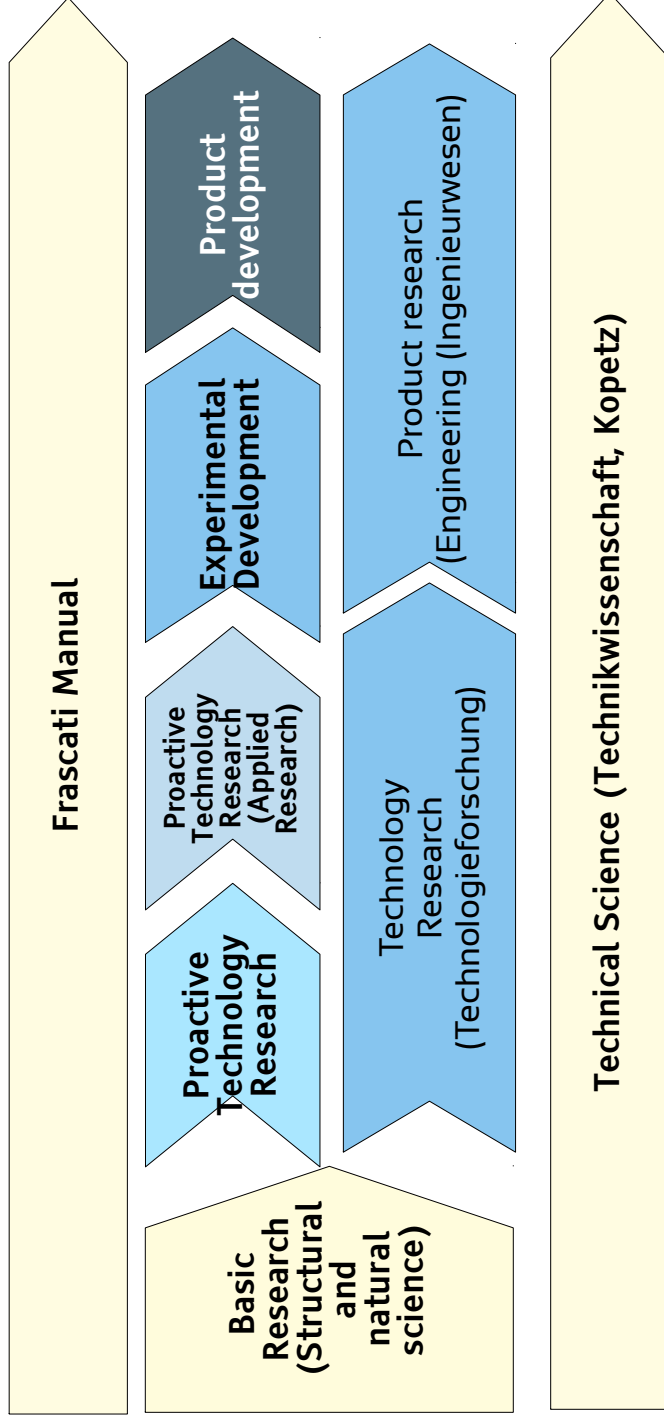 Frascati Manual
Basic
Research
(Structural
and
natural
science)
Proactive
Technology
Research
Proactive
Technology
Research
(Applied
Research)
Experimental
Development
Product
development
Technology
Research
(Technologieforschung)
Product research
(Engineering (Ingenieurwesen)
Technical Science (Technikwissenschaft, Kopetz)